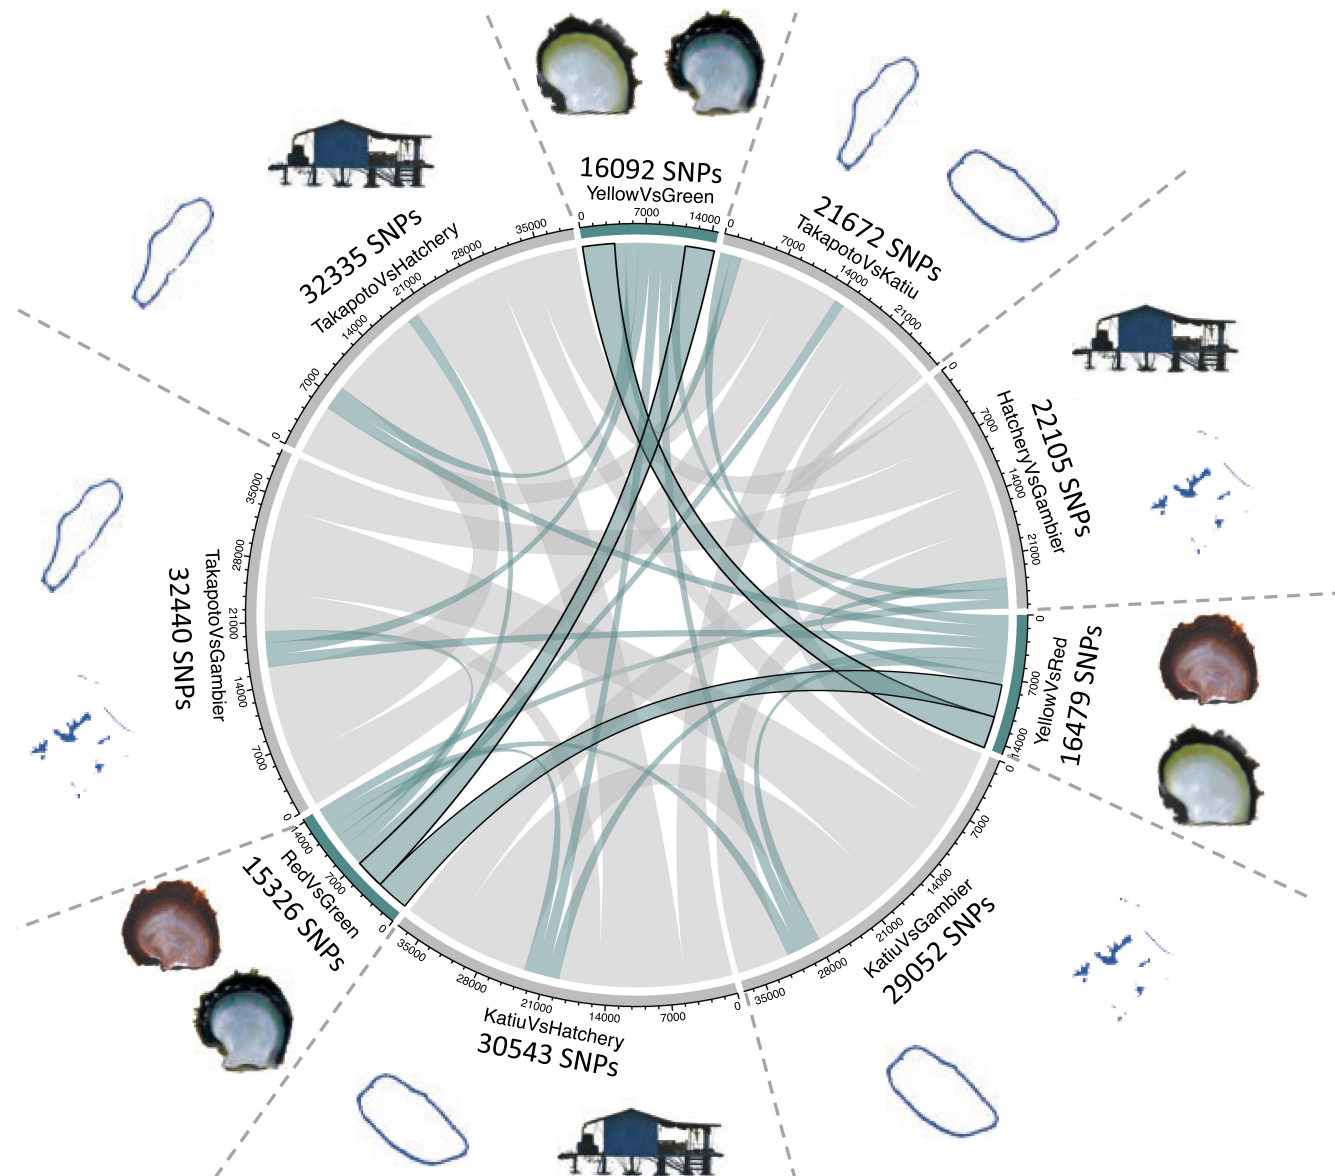 16092 SNPs
YellowVsGreen
0 7000 14000
21672 SNPs
TakapotoVsKatiu
0 7000 14000 21000
22105 SNPs
HatcheryVsGambier
0 7000 14000 21000
16479 SNPs
YellowVsRed
0 7000 14000
29052 SNPs
KatiuVsGambier
0 7000 14000 21000 28000 35000
30543 SNPs
KatiuVsHatchery
0 7000 14000 21000 28000 35000
15326 SNPs
RedVsGreen
0 7000 14000
32440 SNPs
TakapotoVsGambier
0 7000 14000 21000 28000 35000
32335 SNPs
TakapotoVsHatchery
0 7000 14000 21000 28000 35000